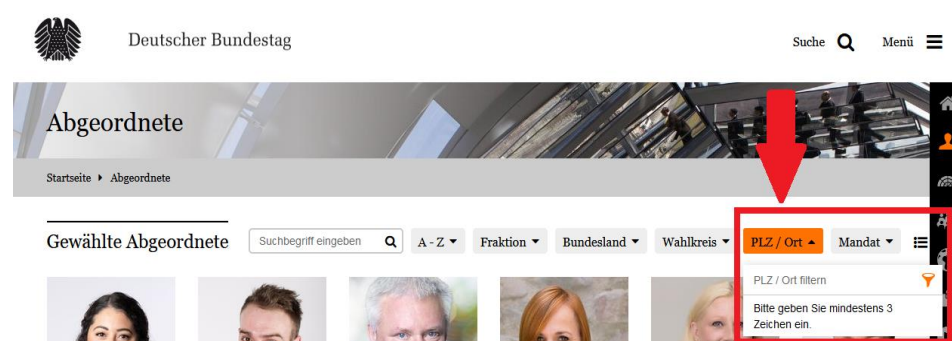 Deutscher Bundestag
Suche
Menü
Abgeordnete
Startseite Abgeordnete
Gewählte Abgeordnete
Suchbegriff eingeben
A - Z
Fraktion
Bundesland
Wahlkreis
PLZ / Ort
Mandat
PLZ / Ort filtern
Bitte geben Sie mindestens 3
Zeichen ein.